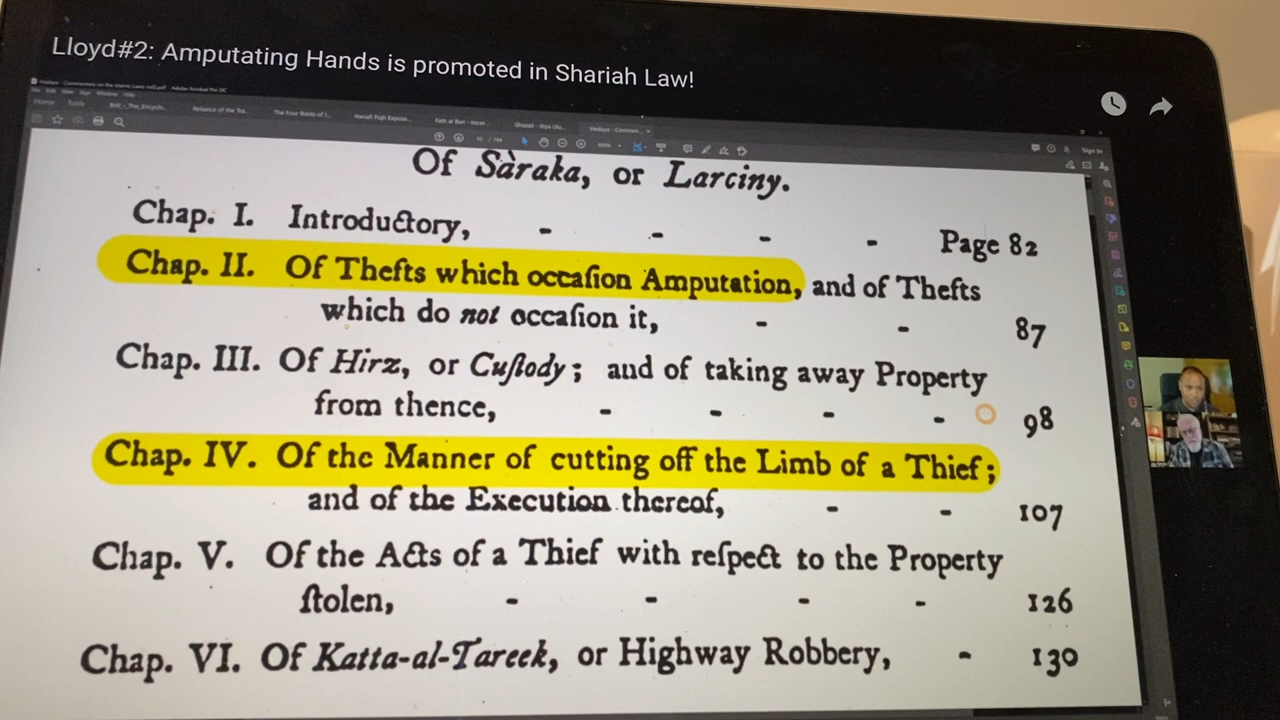 Lloyd#2: Amputating Hands is promoted in Shariah Law!
Sign In
Of Sàraka, or Larciny.
Chap. I. Introductory, - - - - Page 82
Chap. II. Of Thefts which occaſion Amputation, and of Thefts
which do not occaſion it, - - 87
Chap. III. Of Hirz, or Cuſtody; and of taking away Property
from thence, - - - - 98
Chap. IV. Of the Manner of cutting off the Limb of a Thief;
and of the Execution thereof, - - 107
Chap. V. Of the Acts of a Thief with reſpect to the Property
ſtolen, - - - - 126
Chap. VI. Of Katta-al-Tareek, or Highway Robbery, - 130